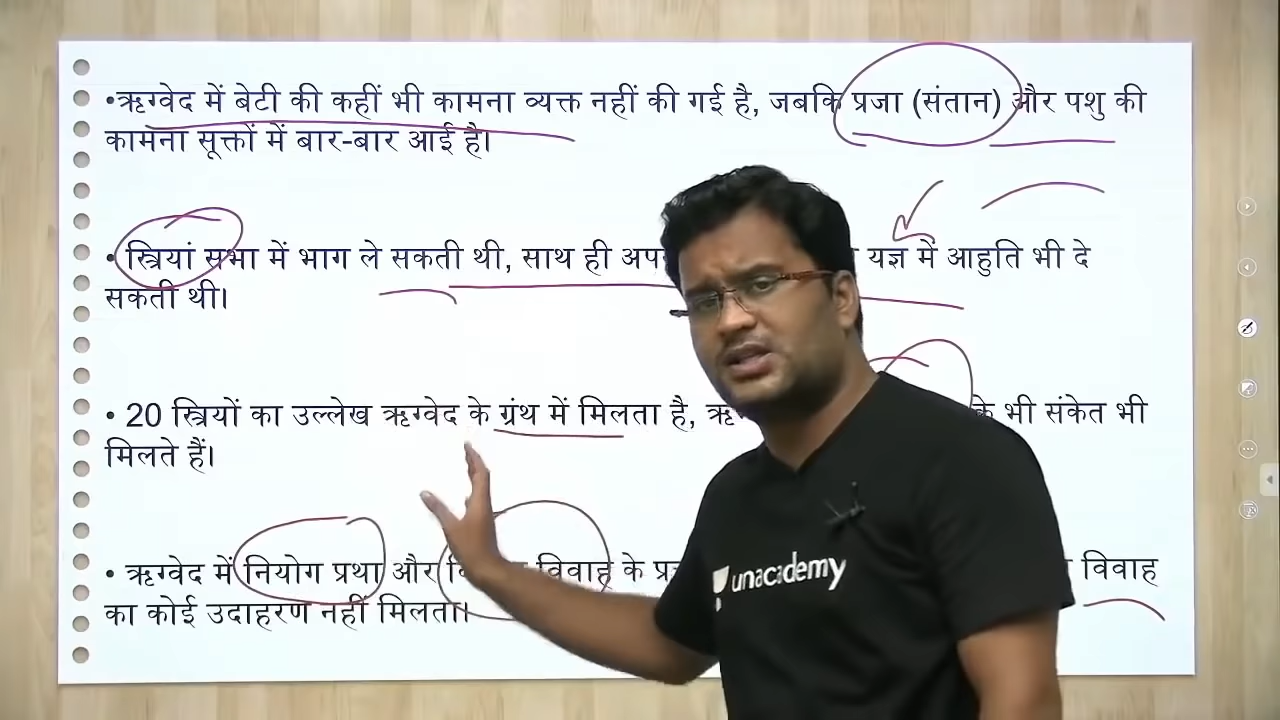 •ऋग्वेद में बेटी की कहीं भी कामना व्यक्त नहीं की गई है, जबकि प्रजा (संतान) और पशु की
कामना सूक्तों में बार-बार आई है।
• स्त्रियां सभा में भाग ले सकती थी, साथ ही यज्ञ में आहुति भी दे
सकती थी।
• 20 स्त्रियों का उल्लेख ऋग्वेद के ग्रंथ में मिलता है, के भी संकेत भी
मिलते हैं।
• ऋग्वेद में नियोग प्रथा और विवाह के विवाह
का कोई उदाहरण नहीं मिलता।
unacademy